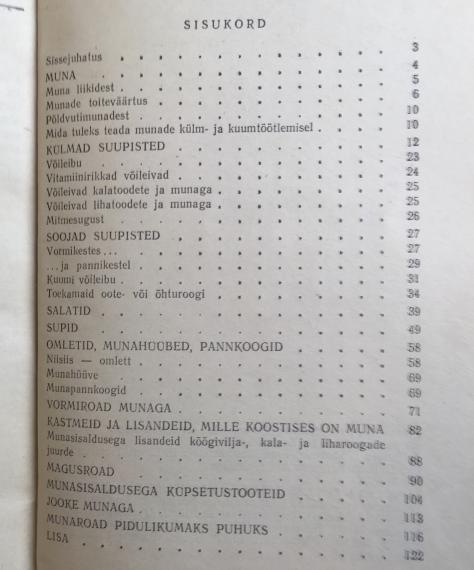 SISUKORD
Sissejuhatus . . . . . . . . . . . . . 3
MUNA . . . . . . . . . . . . . 4
Muna liikidest . . . . . . . . . . . . 5
Munade toiteväärtus . . . . . . . . . . . 6
Põldvutimunadest . . . . . . . . . . . 10
Mida tuleks teada munade külm- ja kuumtöötlemisel . . . . 10
KÜLMAD SUUPISTED . . . . . . . . . . 12
Võileibu . . . . . . . . . . . . . 23
Vitamiinirikkad võileivad . . . . . . . . . 24
Võileivad kalatoodete ja munaga . . . . . . . . 25
Võileivad lihatoodete ja munaga . . . . . . . . 25
Mitmesugust . . . . . . . . . . . . 26
SOOJAD SUUPISTED . . . . . . . . . . 27
Vormikestes ... . . . . . . . . . . . 27
... ja pannikestel . . . . . . . . . . . 29
Kuumi võileibu . . . . . . . . . . . 31
Toekamaid oote- või õhturoogi . . . . . . . . 34
SALATID . . . . . . . . . . . . . 39
SUPID . . . . . . . . . . . . . 49
OMLETID, MUNAHÜÜBED, PANNKOOGID . . . . . 58
Niisiis — omlett . . . . . . . . . . . 58
Munahüüve . . . . . . . . . . . . 69
Munapannkoogid . . . . . . . . . . . 69
VORMIROAD MUNAGA . . . . . . . . . . 71
KASTMEID JA LISANDEID, MILLE KOOSTISES ON MUNA 82
Munasisaldusega lisandeid köögivilja-, kala- ja liharoogade
juurde . . . . . . . . . . . . . 88
MAGUSROAD . . . . . . . . . . . . 90
MUNASISALDUSEGA KÜPSETUSTOOTEID . . . . . 104
JOOKE MUNAGA . . . . . . . . . . . 113
MUNAROAD PIDULIKUMAKS PUHUKS . . . . . . 116
LISA . . . . . . . . . . . . . 122